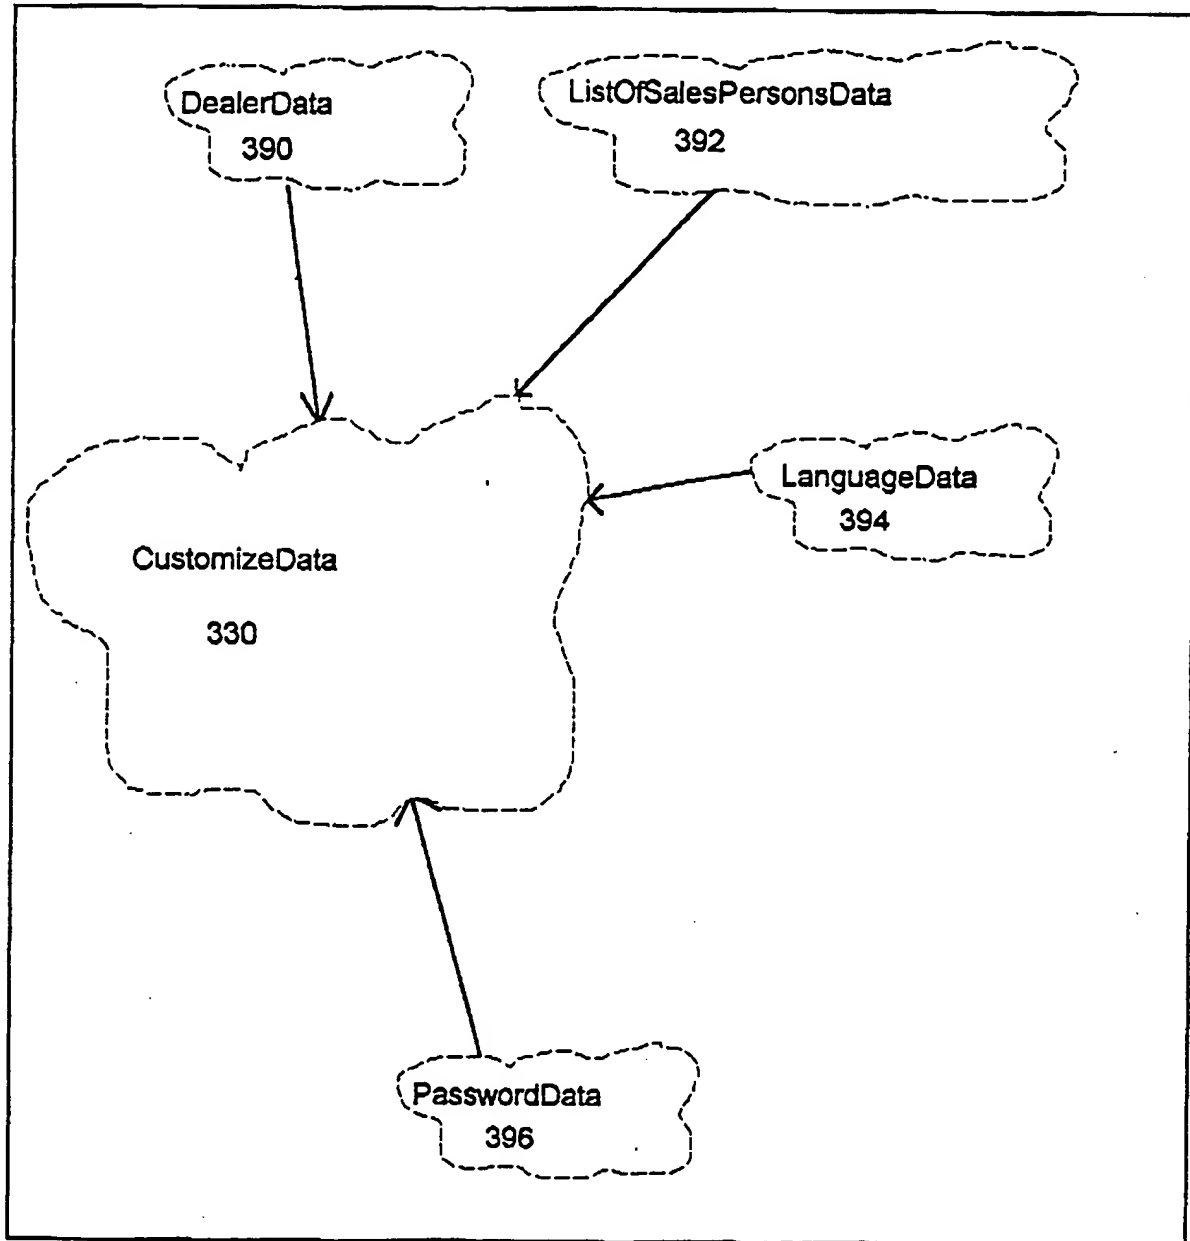 DealerData
390
ListOfSalesPersonsData
392
LanguageData
394
CustomizeData
330
PasswordData
396